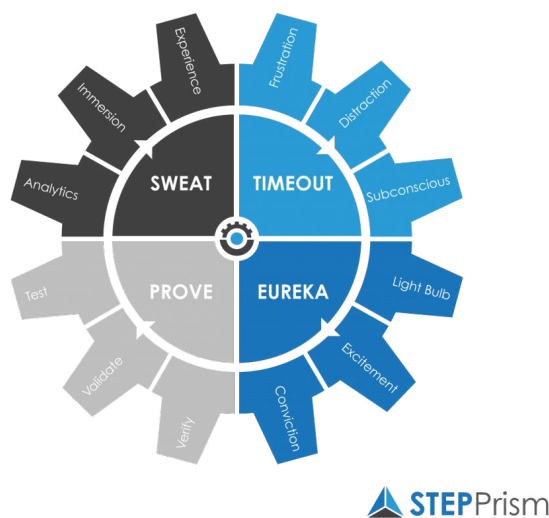 Experience
Immersion
Analytics
SWEAT
Frustration
Distraction
Subconscious
TIMEOUT
Light Bulb
Excitement
Conviction
EUREKA
Verify
Validate
Test
PROVE
STEPPrism